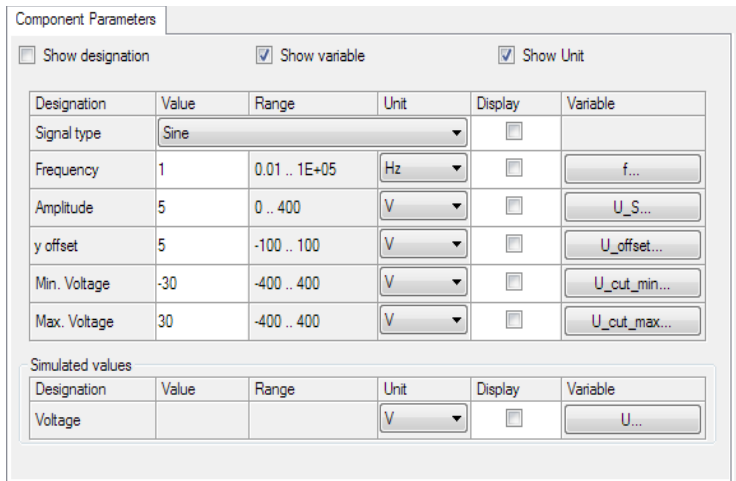 Component Parameters
Show designation Show variable Show Unit
Designation Value Range Unit Display Variable
Signal type Sine
Frequency 1 0.01 .. 1E+05 Hz f...
Amplitude 5 0 .. 400 V U_S...
y offset 5 -100 .. 100 V U_offset...
Min. Voltage -30 -400 .. 400 V U_cut_min...
Max. Voltage 30 -400 .. 400 V U_cut_max...
Simulated values
Designation Value Range Unit Display Variable
Voltage V U...